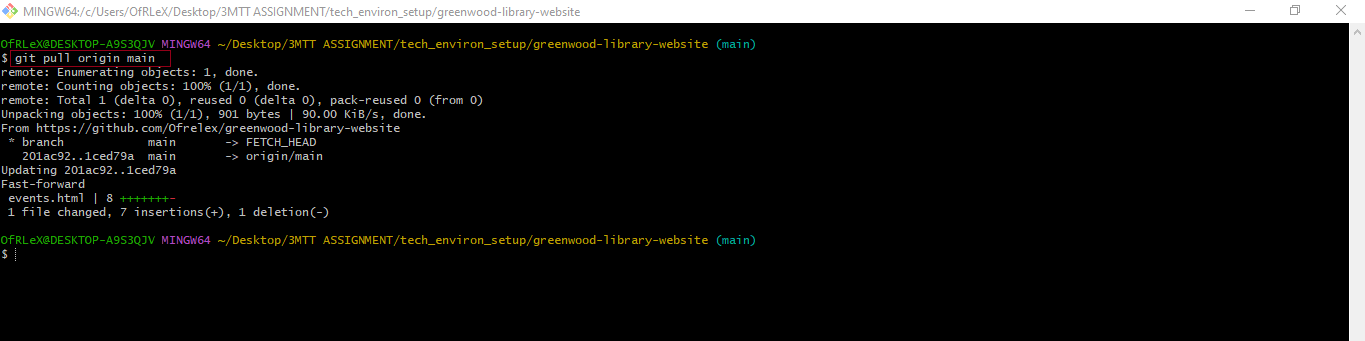 MINGW64:/c/Users/OfRLeX/Desktop/3MTT ASSIGNMENT/tech_environ_setup/greenwood-library-website
OfRLeX@DESKTOP-A9S3QJV MINGW64 ~/Desktop/3MTT ASSIGNMENT/tech_environ_setup/greenwood-library-website (main)
$ git pull origin main
remote: Enumerating objects: 1, done.
remote: Counting objects: 100% (1/1), done.
remote: Total 1 (delta 0), reused 0 (delta 0), pack-reused 0 (from 0)
Unpacking objects: 100% (1/1), 901 bytes | 90.00 KiB/s, done.
From https://github.com/Ofrelex/greenwood-library-website
 * branch            main       -> FETCH_HEAD
   201ac92..1ced79a  main       -> origin/main
Updating 201ac92..1ced79a
Fast-forward
 events.html | 8 +++++++-
 1 file changed, 7 insertions(+), 1 deletion(-)
OfRLeX@DESKTOP-A9S3QJV MINGW64 ~/Desktop/3MTT ASSIGNMENT/tech_environ_setup/greenwood-library-website (main)
$